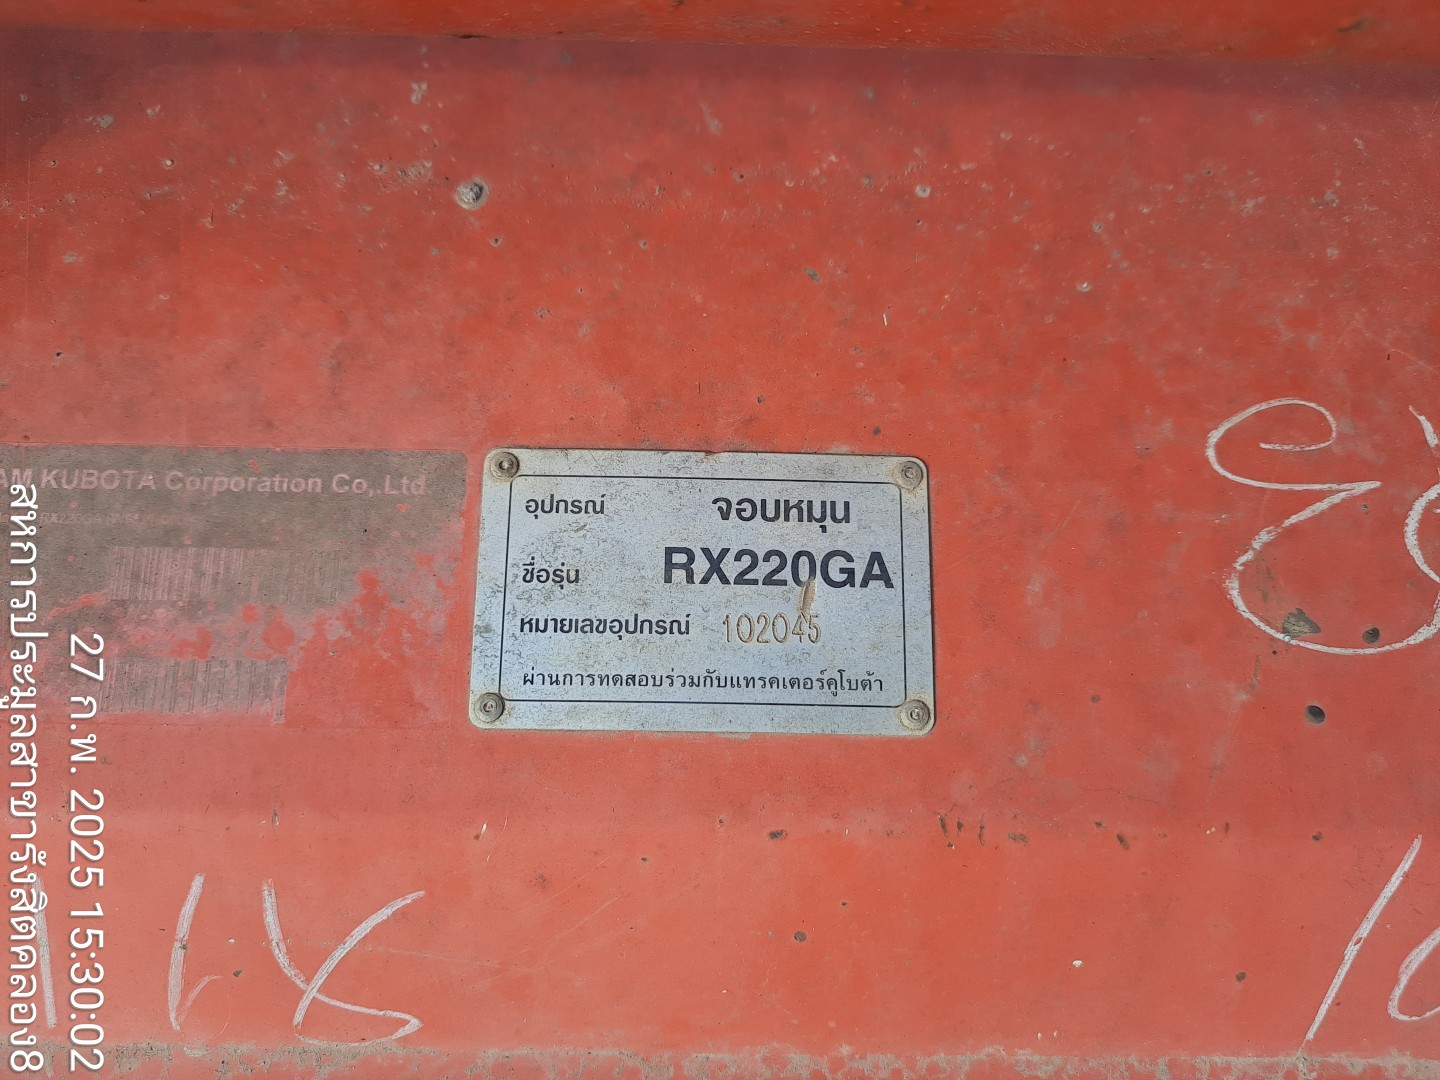 AM KUBOTA Corporation Co,.Ltd
อุปกรณ์ จอบหมุน
ชื่อรุ่น RX220GA
หมายเลขอุปกรณ์ 102045
ผ่านการทดสอบร่วมกับแทรคเตอร์คูโบต้า
27 ก.พ. 2025 15:30:02
สหการประมูลสาขารังสิตคลอง8